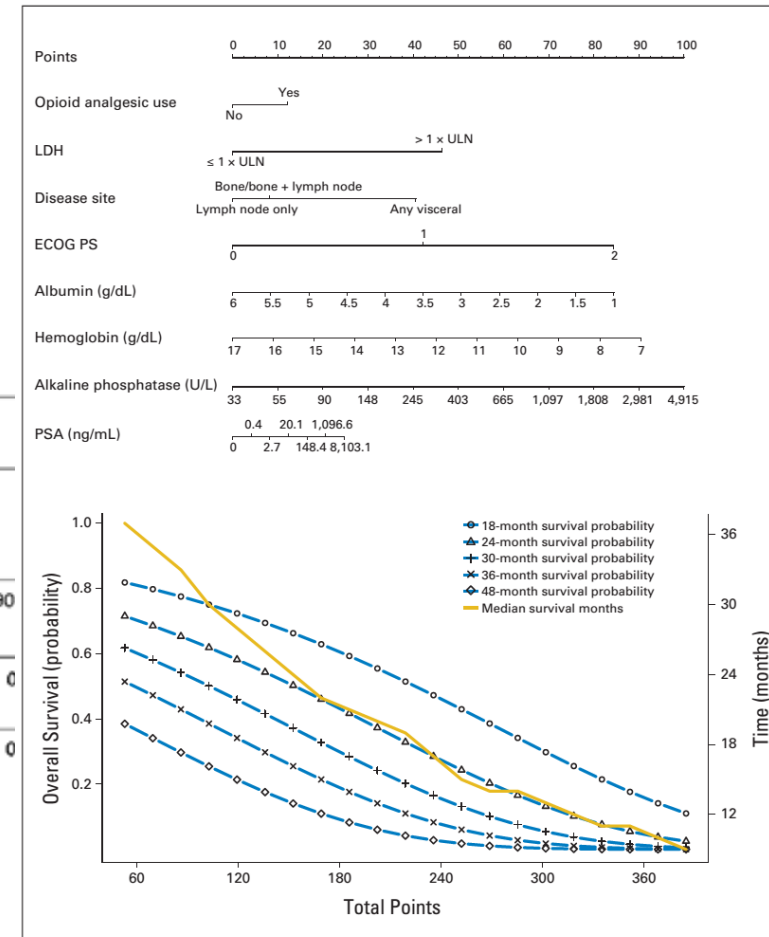 Points
0 10 20 30 40 50 60 70 80 90 100
Opioid analgesic use
Yes
No
LDH
> 1 × ULN
≤ 1 × ULN
Disease site
Bone/bone + lymph node
Lymph node only Any visceral
ECOG PS
1
0 2
Albumin (g/dL)
6 5.5 5 4.5 4 3.5 3 2.5 2 1.5 1
Hemoglobin (g/dL)
17 16 15 14 13 12 11 10 9 8 7
Alkaline phosphatase (U/L)
33 55 90 148 245 403 665 1,097 1,808 2,981 4,915
PSA (ng/mL)
0.4 20.1 1,096.6
0 2.7 148.4 8,103.1
Overall Survival (probability)
1.0
0.8
0.6
0.4
0.2
18-month survival probability
24-month survival probability
30-month survival probability
36-month survival probability
48-month survival probability
Median survival months
36
30
24
18
12
Time (months)
60 120 180 240 300 360
Total Points